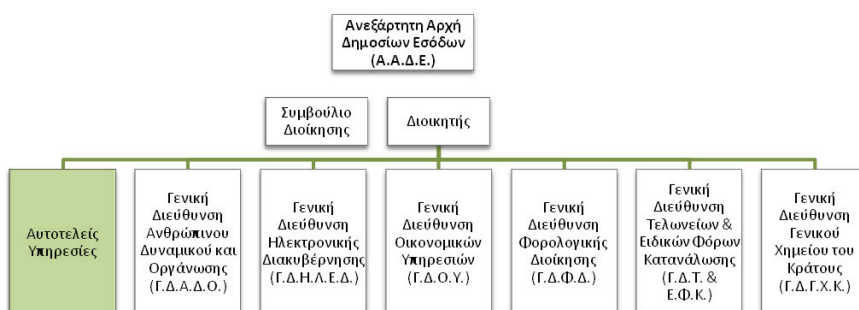 Ανεξάρτητη Αρχή
Δημοσίων Εσόδων
(Α.Α.Δ.Ε.)
Συμβούλιο
Διοίκησης
Διοικητής
Αυτοτελείς
Υπηρεσίες
Γενική
Διεύθυνση
Ανθρώπινου
Δυναμικού και
Οργάνωσης
(Γ.Δ.Α.Δ.Ο.)
Γενική
Διεύθυνση
Ηλεκτρονικής
Διακυβέρνησης
(Γ.Δ.Η.Λ.Ε.Δ.)
Γενική
Διεύθυνση
Οικονομικών
Υπηρεσιών
(Γ.Δ.Ο.Υ.)
Γενική
Διεύθυνση
Φορολογικής
Διοίκησης
(Γ.Δ.Φ.Δ.)
Γενική
Διεύθυνση
Τελωνείων &
Ειδικών Φόρων
Κατανάλωσης
(Γ.Δ.Τ. &
Ε.Φ.Κ.)
Γενική
Διεύθυνση
Γενικού
Χημείου του
Κράτους
(Γ.Δ.Γ.Χ.Κ.)